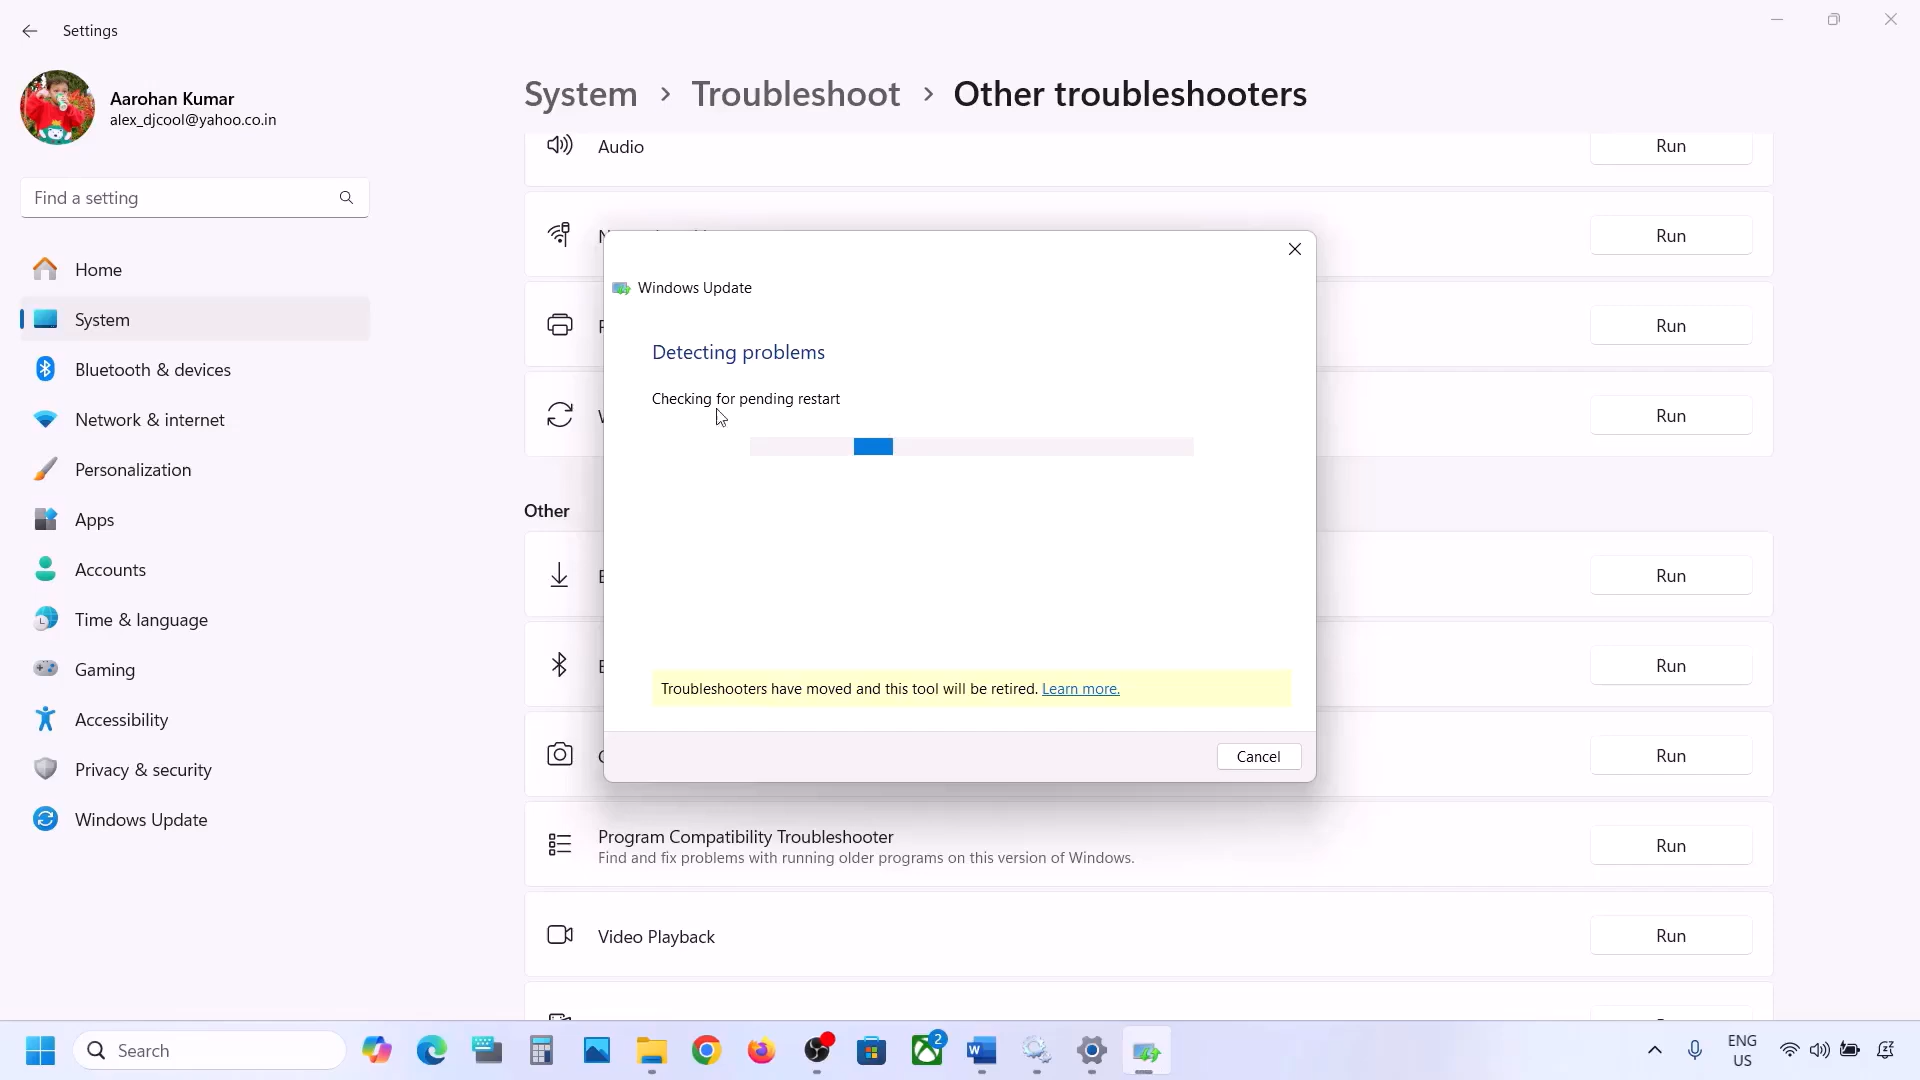 Settings
Aarohan Kumar
alex_djcool@yahoo.co.in
Find a setting
Home
System
Bluetooth & devices
Network & internet
Personalization
Apps
Accounts
Time & language
Gaming
Accessibility
Privacy & security
Windows Update
System > Troubleshoot > Other troubleshooters
Audio
Run
Run
Run
Run
Windows Update
Detecting problems
Checking for pending restart
Troubleshooters have moved and this tool will be retired. Learn more.
Cancel
Other
Run
Run
Run
Program Compatibility Troubleshooter
Find and fix problems with running older programs on this version of Windows.
Run
Video Playback
Run
Search
2
ENG
US